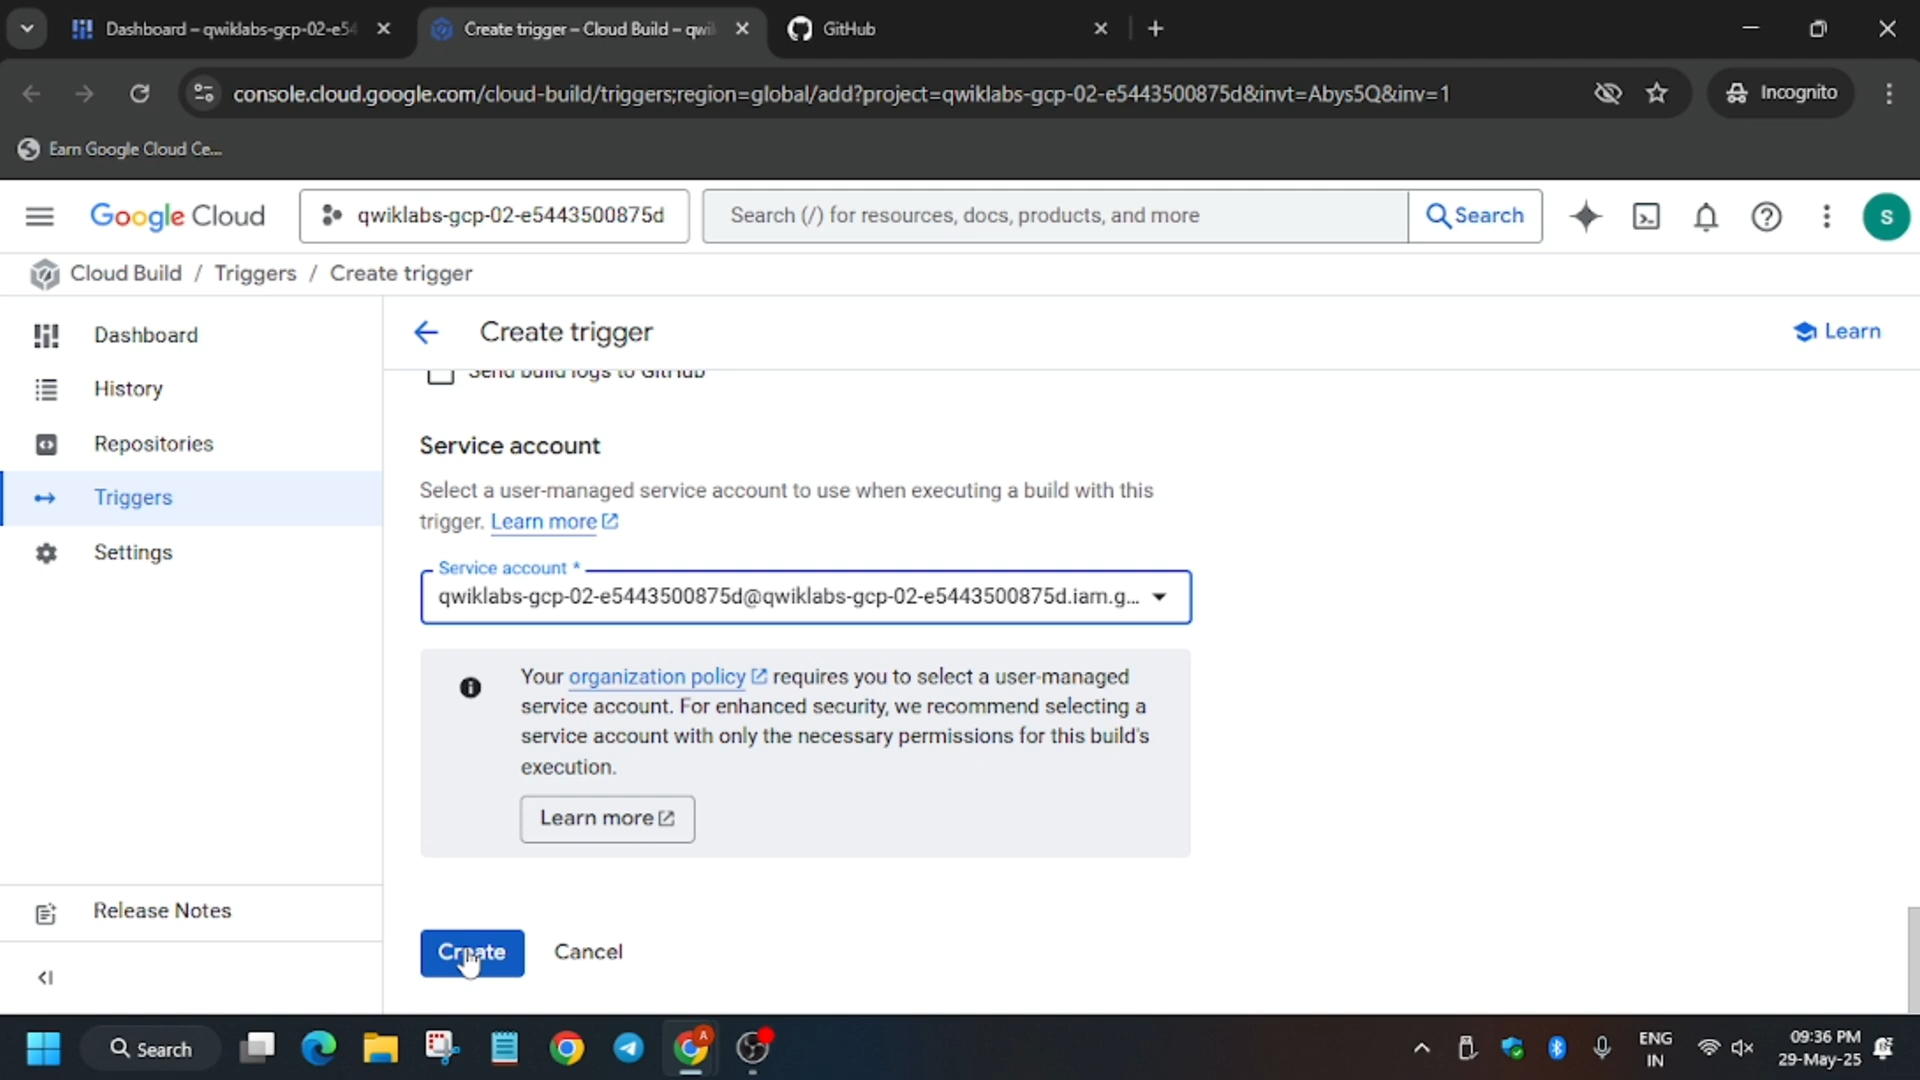 Dashboard – qwiklabs-gcp-02-e54
Create trigger – Cloud Build – qwi
GitHub
console.cloud.google.com/cloud-build/triggers;region=global/add?project=qwiklabs-gcp-02-e5443500875d&invt=Abys5Q&inv=1
Incognito
Earn Google Cloud Ce...
Google Cloud
qwiklabs-gcp-02-e5443500875d
Search (/) for resources, docs, products, and more
Search
S
Cloud Build / Triggers / Create trigger
Dashboard
History
Repositories
Triggers
Settings
Release Notes
Create trigger
Learn
Send build logs to GitHub
Service account
Select a user-managed service account to use when executing a build with this
trigger. Learn more
Service account *
qwiklabs-gcp-02-e5443500875d@qwiklabs-gcp-02-e5443500875d.iam.g...
Your organization policy requires you to select a user-managed
service account. For enhanced security, we recommend selecting a
service account with only the necessary permissions for this build's
execution.
Learn more
Create
Cancel
Search
A
ENG
IN
09:36 PM
29-May-25